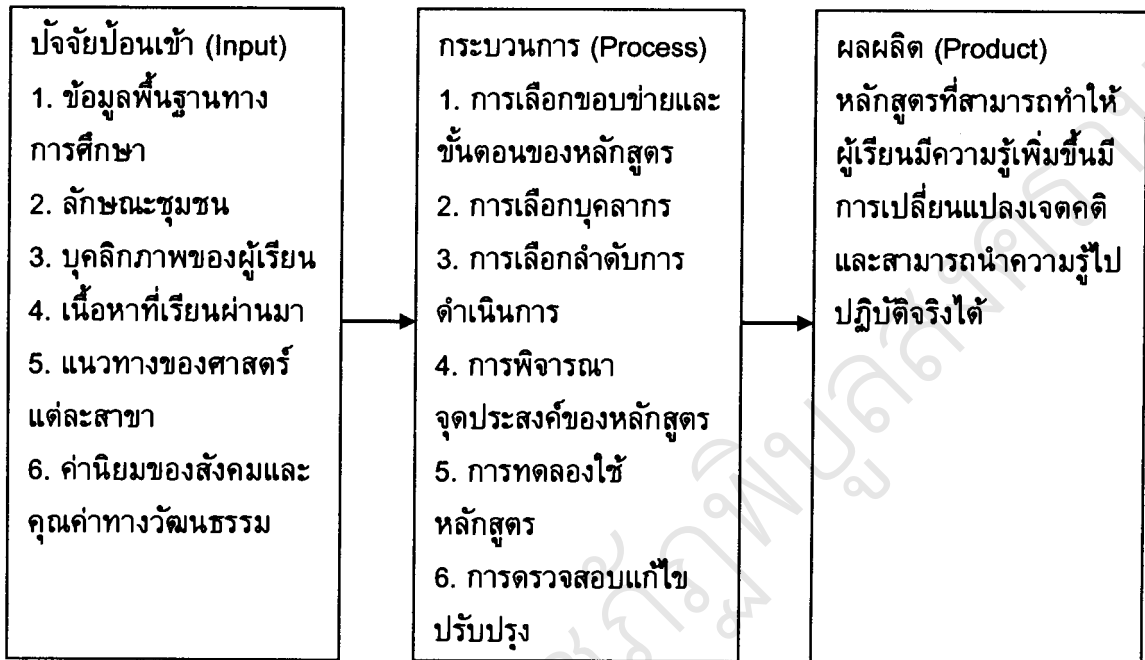 ปัจจัยป้อนเข้า (Input)
1. ข้อมูลพื้นฐานทาง
การศึกษา
2. ลักษณะชุมชน
3. บุคลิกภาพของผู้เรียน
4. เนื้อหาที่เรียนผ่านมา
5. แนวทางของศาสตร์
แต่ละสาขา
6. ค่านิยมของสังคมและ
คุณค่าทางวัฒนธรรม
กระบวนการ (Process)
1. การเลือกขอบข่ายและ
ขั้นตอนของหลักสูตร
2. การเลือกบุคลากร
3. การเลือกลำดับการ
ดำเนินการ
4. การพิจารณา
จุดประสงค์ของหลักสูตร
5. การทดลองใช้
หลักสูตร
6. การตรวจสอบแก้ไข
ปรับปรุง
ผลผลิต (Product)
หลักสูตรที่สามารถทำให้
ผู้เรียนมีความรู้เพิ่มขึ้นมี
การเปลี่ยนแปลงเจตคติ
และสามารถนำความรู้ไป
ปฏิบัติจริงได้